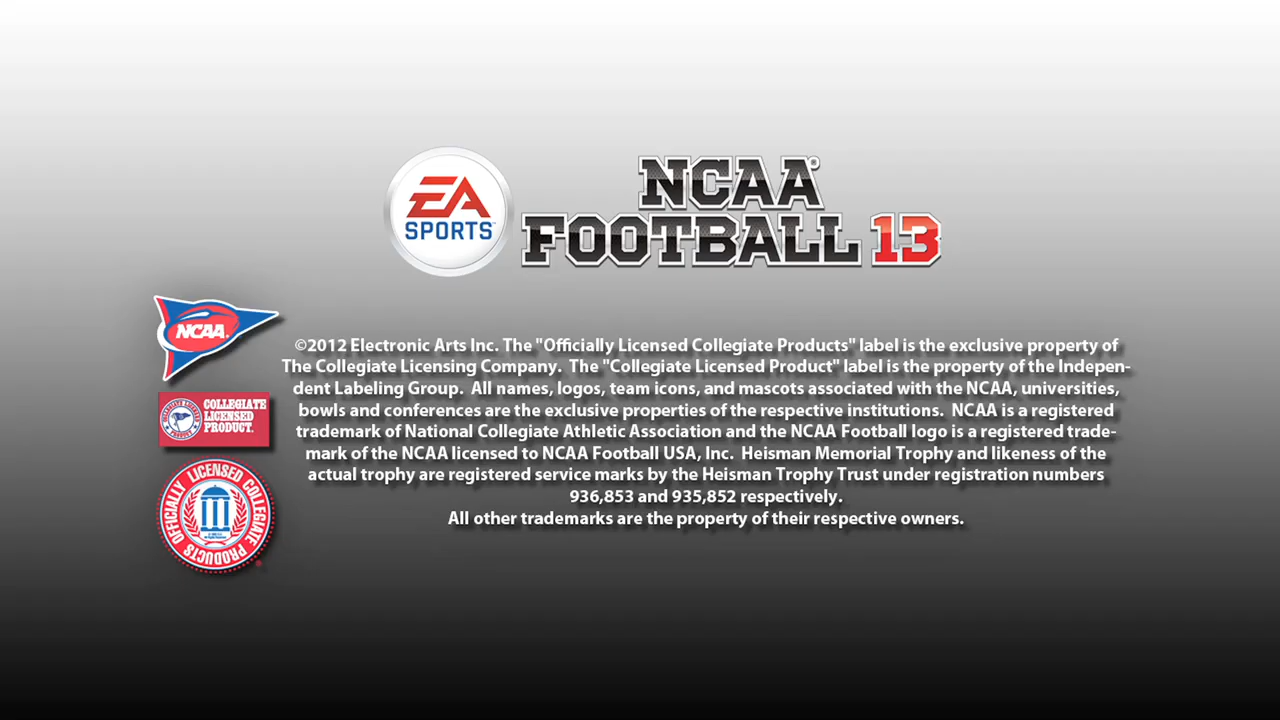 NCAA®
EA
SPORTS™
FOOTBALL 13
NCAA®
©2012 Electronic Arts Inc. The "Officially Licensed Collegiate Products" label is the exclusive property of
The Collegiate Licensing Company.  The "Collegiate Licensed Product" label is the property of the Indepen-
dent Labeling Group.  All names, logos, team icons, and mascots associated with the NCAA, universities,
bowls and conferences are the exclusive properties of the respective institutions.  NCAA is a registered
trademark of National Collegiate Athletic Association and the NCAA Football logo is a registered trade-
mark of the NCAA licensed to NCAA Football USA, Inc.  Heisman Memorial Trophy and likeness of the
actual trophy are registered service marks by the Heisman Trophy Trust under registration numbers
936,853 and 935,852 respectively.
All other trademarks are the property of their respective owners.
COLLEGIATE
LICENSED
PRODUCT.
OFFICIALLY LICENSED COLLEGIATE PRODUCTS
®